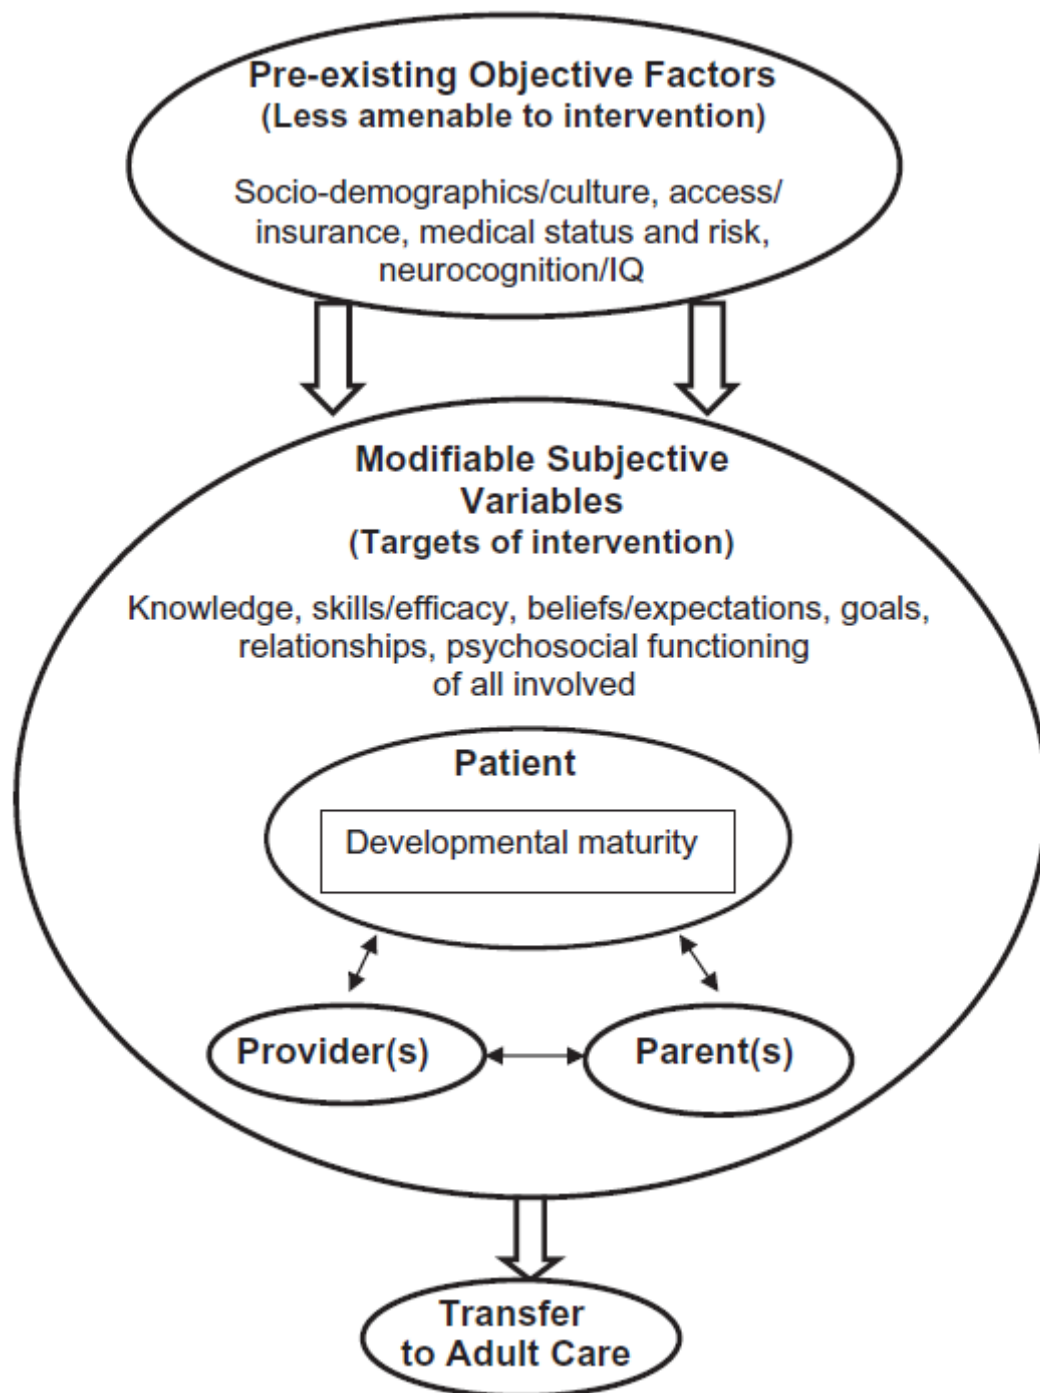 Pre-existing Objective Factors
(Less amenable to intervention)
Socio-demographics/culture, access/
insurance, medical status and risk,
neurocognition/IQ
Modifiable Subjective
Variables
(Targets of intervention)
Knowledge, skills/efficacy, beliefs/expectations, goals,
relationships, psychosocial functioning
of all involved
Patient
Developmental maturity
Provider(s)
Parent(s)
Transfer
to Adult Care